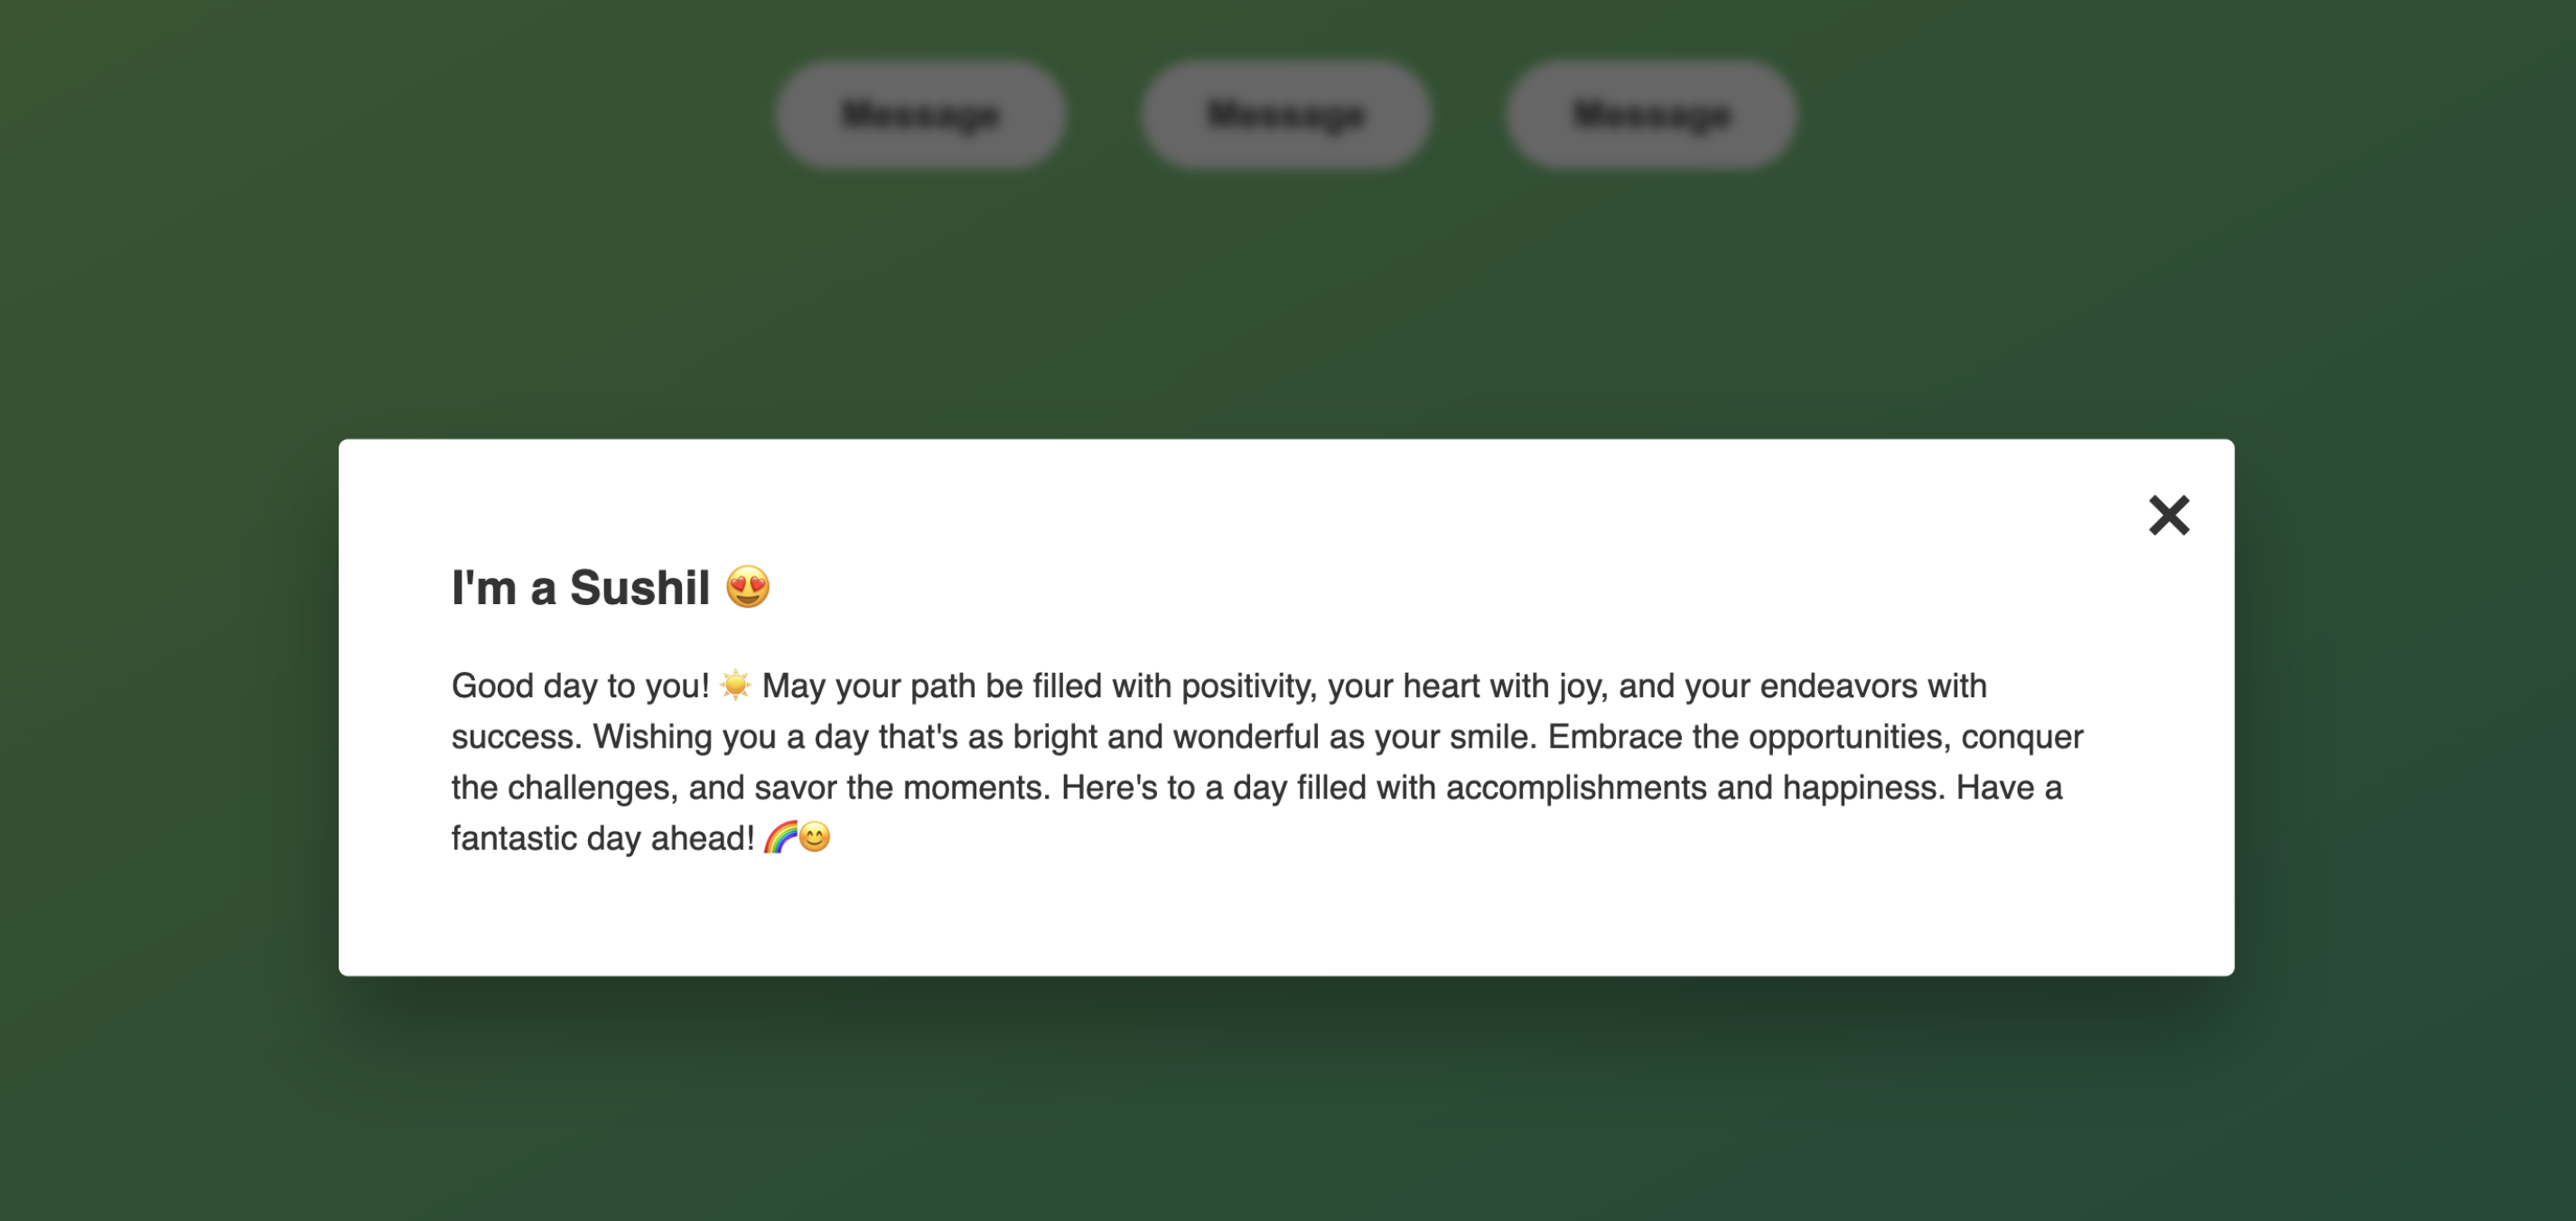 Message Message Message
I'm a Sushil 😍
Good day to you! ☀️ May your path be filled with positivity, your heart with joy, and your endeavors with
success. Wishing you a day that's as bright and wonderful as your smile. Embrace the opportunities, conquer
the challenges, and savor the moments. Here's to a day filled with accomplishments and happiness. Have a
fantastic day ahead! 🌈😊